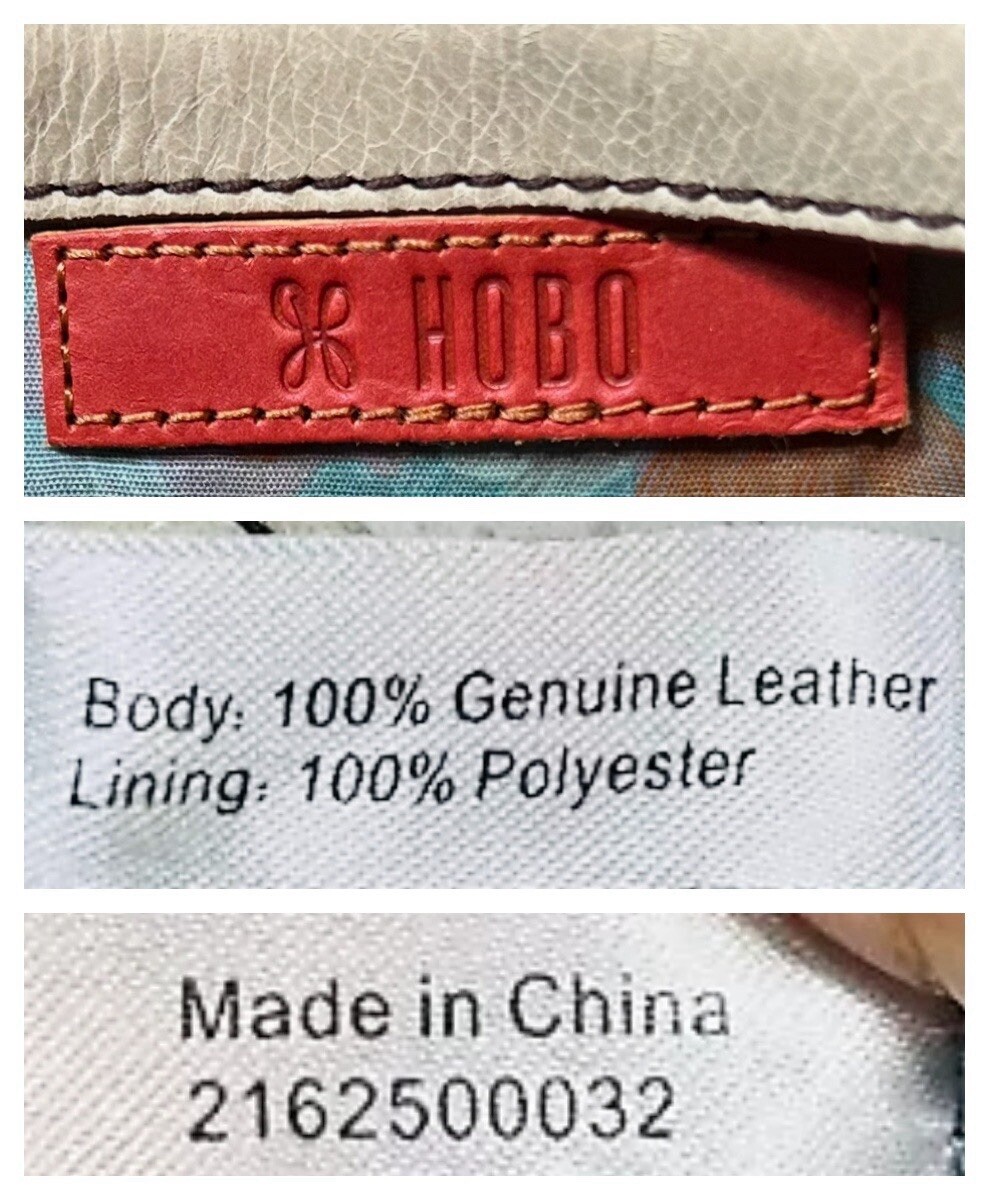 HOBO
Body: 100% Genuine Leather
Lining: 100% Polyester
Made in China
2162500032